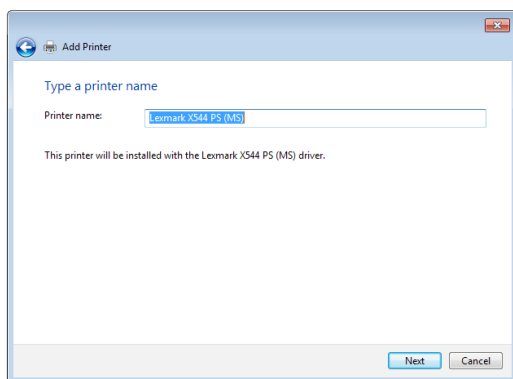 Add Printer
Type a printer name
Printer name: Lexmark X544 PS (MS)
This printer will be installed with the Lexmark X544 PS (MS) driver.
Next Cancel